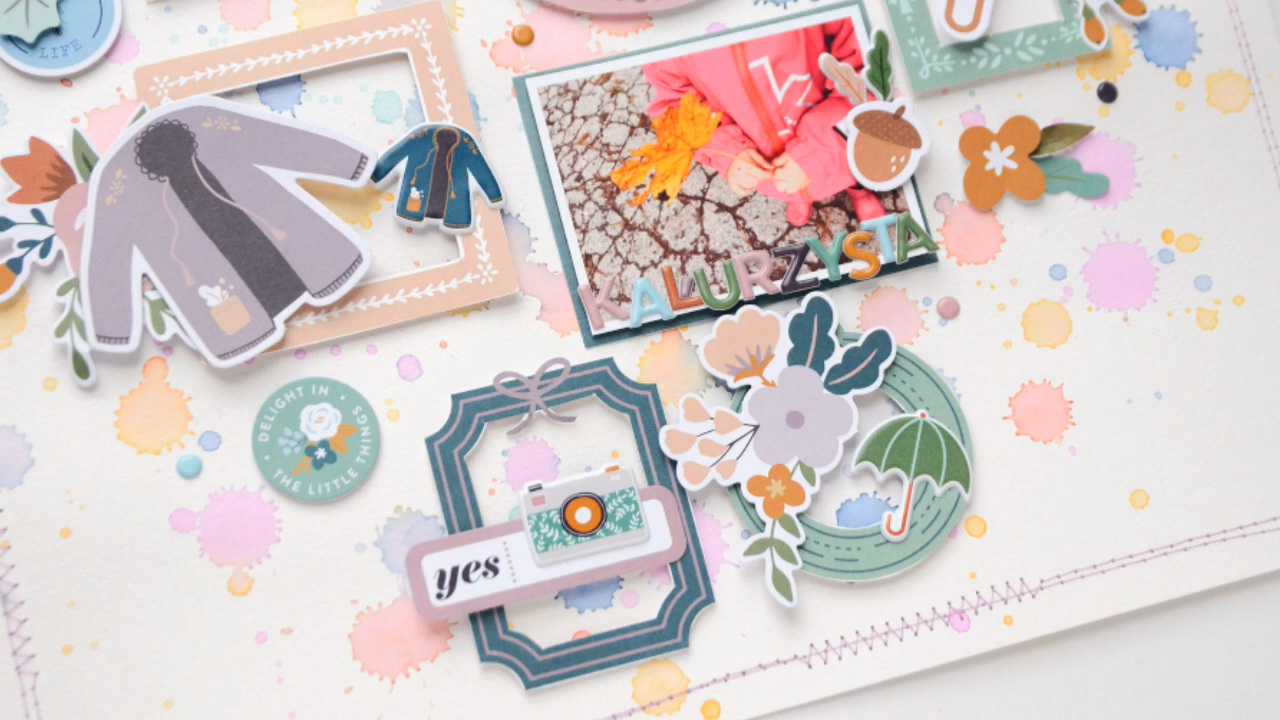 LIFE
KALURZYSTA
DELIGHT IN
THE LITTLE THINGS
yes